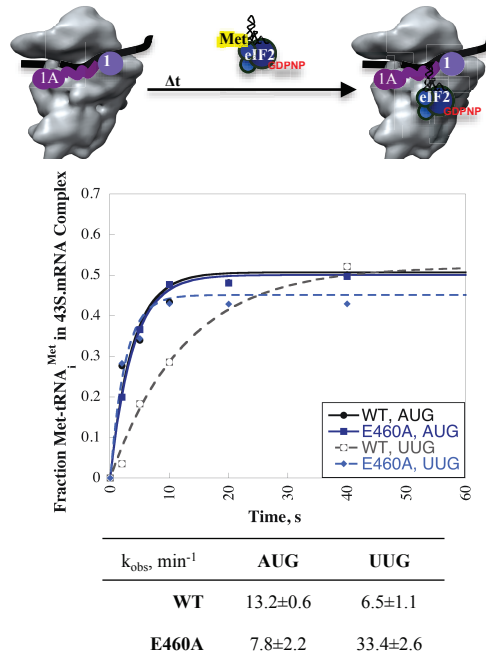 Met
1A
1
eIF2
GDPNP
Δt
1A
1
eIF2
GDPNP
0.7
0.6
0.5
0.4
0.3
0.2
0.1
0
Fraction Met-tRNAiMet in 43S.mRNA Complex
WT, AUG
E460A, AUG
WT, UUG
E460A, UUG
0 10 20 30 40 50 60
Time, s
kobs, min-1 AUG UUG
WT 13.2±0.6 6.5±1.1
E460A 7.8±2.2 33.4±2.6